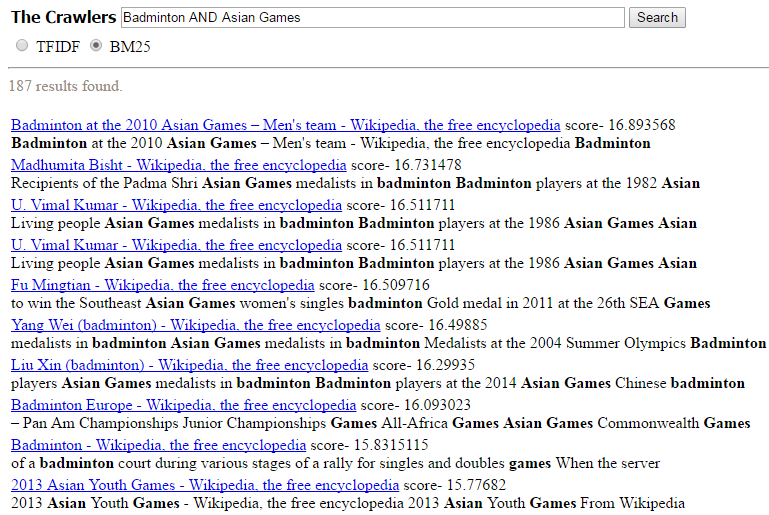 The Crawlers Badminton AND Asian Games Search
TFIDF BM25
187 results found.
Badminton at the 2010 Asian Games – Men's team - Wikipedia, the free encyclopedia score- 16.893568
Badminton at the 2010 Asian Games – Men's team - Wikipedia, the free encyclopedia Badminton
Madhumita Bisht - Wikipedia, the free encyclopedia score- 16.731478
Recipients of the Padma Shri Asian Games medalists in badminton Badminton players at the 1982 Asian
U. Vimal Kumar - Wikipedia, the free encyclopedia score- 16.511711
Living people Asian Games medalists in badminton Badminton players at the 1986 Asian Games Asian
U. Vimal Kumar - Wikipedia, the free encyclopedia score- 16.511711
Living people Asian Games medalists in badminton Badminton players at the 1986 Asian Games Asian
Fu Mingtian - Wikipedia, the free encyclopedia score- 16.509716
to win the Southeast Asian Games women's singles badminton Gold medal in 2011 at the 26th SEA Games
Yang Wei (badminton) - Wikipedia, the free encyclopedia score- 16.49885
medalists in badminton Asian Games medalists in badminton Medalists at the 2004 Summer Olympics Badminton
Liu Xin (badminton) - Wikipedia, the free encyclopedia score- 16.29935
players Asian Games medalists in badminton Badminton players at the 2014 Asian Games Chinese badminton
Badminton Europe - Wikipedia, the free encyclopedia score- 16.093023
– Pan Am Championships Junior Championships Games All-Africa Games Asian Games Commonwealth Games
Badminton - Wikipedia, the free encyclopedia score- 15.8315115
of a badminton court during various stages of a rally for singles and doubles games When the server
2013 Asian Youth Games - Wikipedia, the free encyclopedia score- 15.77682
2013 Asian Youth Games - Wikipedia, the free encyclopedia 2013 Asian Youth Games From Wikipedia